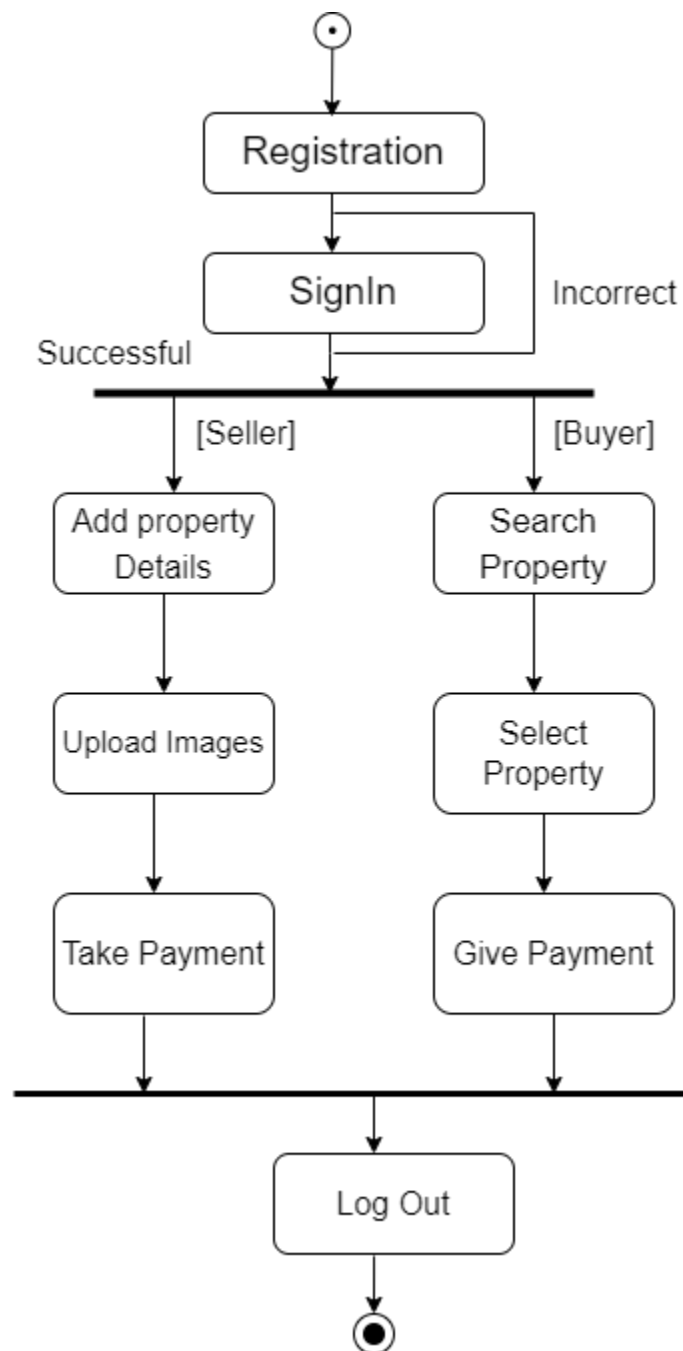 Registration
SignIn
Incorrect
Successful
[Seller]
[Buyer]
Add property
Details
Search
Property
Upload Images
Select
Property
Take Payment
Give Payment
Log Out